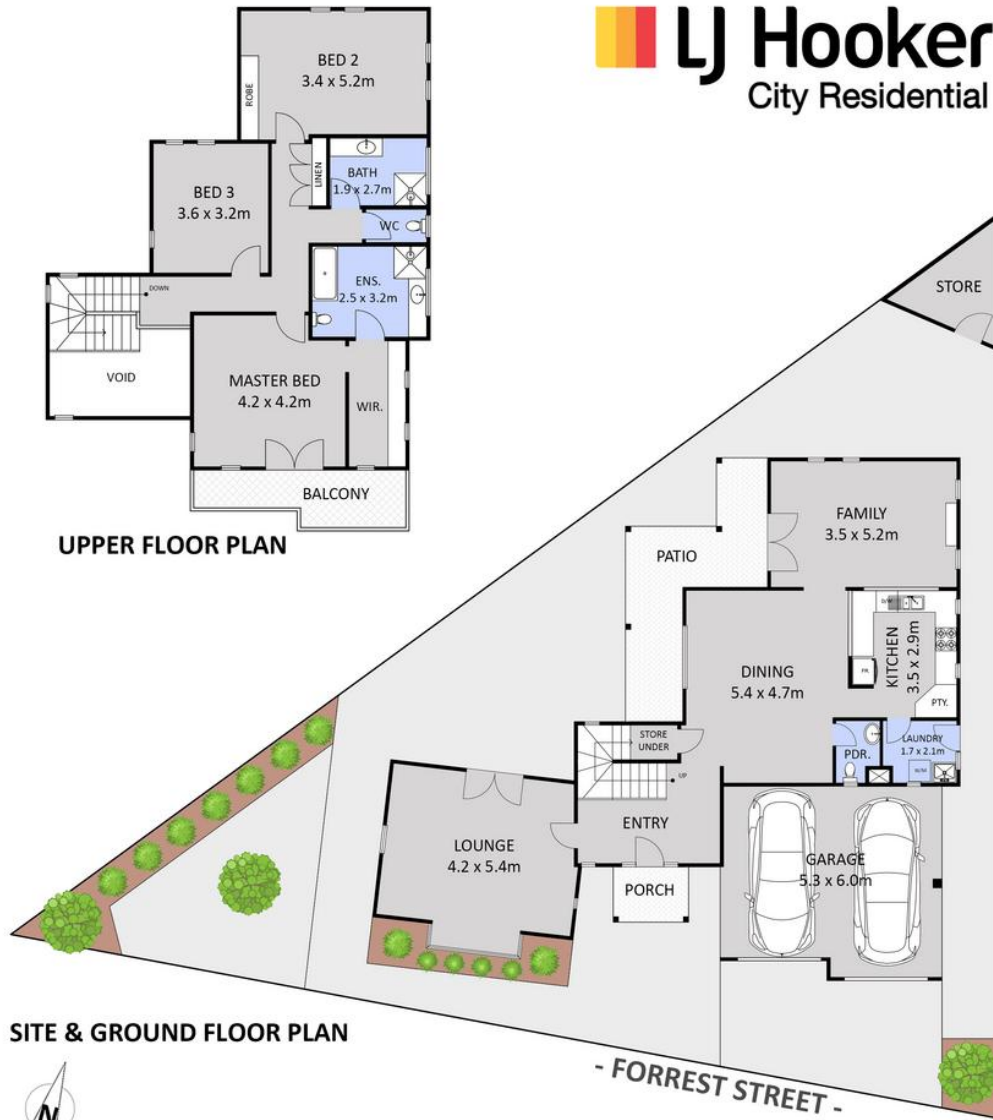 LJ Hooker
City Residential
BED 2
3.4 x 5.2m
ROBE
LINEN
BATH
1.9 x 2.7m
BED 3
3.6 x 3.2m
WC
ENS.
2.5 x 3.2m
DOWN
VOID
MASTER BED
4.2 x 4.2m
WIR.
BALCONY
UPPER FLOOR PLAN
STORE
FAMILY
3.5 x 5.2m
PATIO
KITCHEN
3.5 x 2.9m
FR.
PTY.
DINING
5.4 x 4.7m
STORE
UNDER
UP
PDR.
LAUNDRY
1.7 x 2.1m
ENTRY
LOUNGE
4.2 x 5.4m
PORCH
GARAGE
5.3 x 6.0m
SITE & GROUND FLOOR PLAN
- FORREST STREET -
N